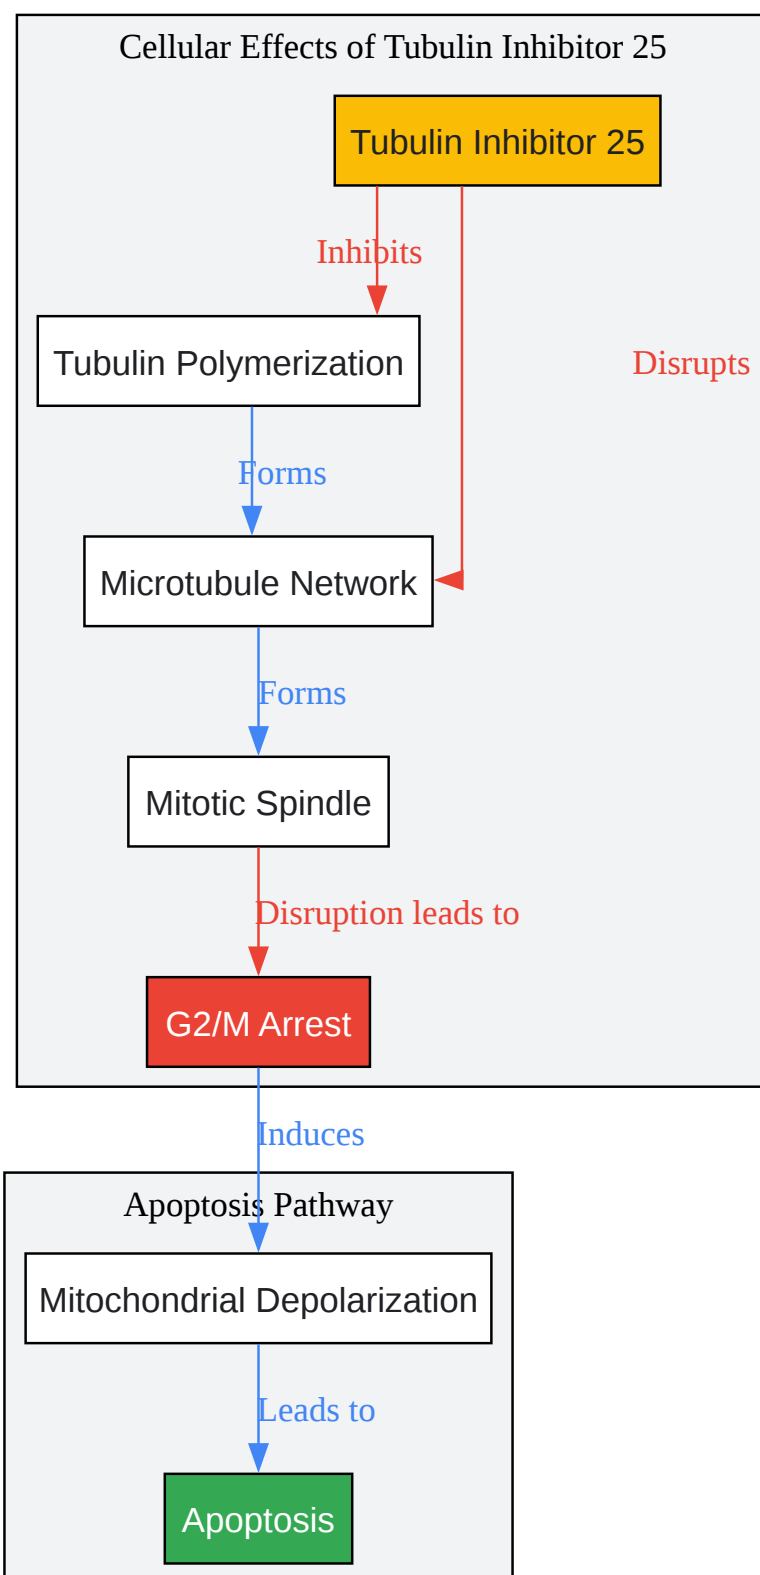 Cellular Effects of Tubulin Inhibitor 25
Tubulin Inhibitor 25
Inhibits
Tubulin Polymerization
Disrupts
Forms
Microtubule Network
Forms
Mitotic Spindle
Disruption leads to
G2/M Arrest
Induces
Apoptosis Pathway
Mitochondrial Depolarization
Leads to
Apoptosis